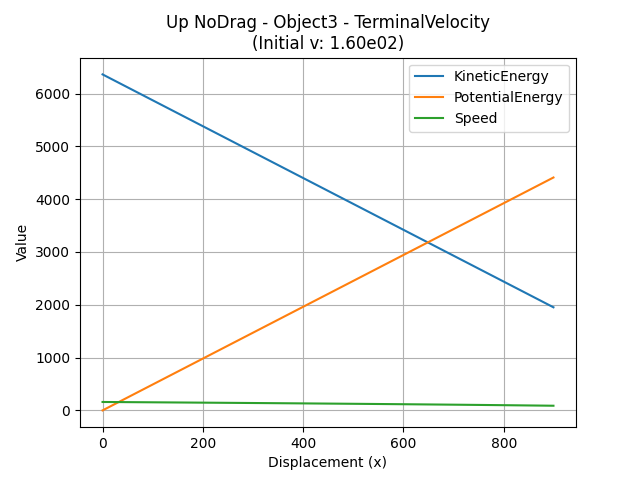 Up NoDrag - Object3 - TerminalVelocity
(Initial v: 1.60e02)
KineticEnergy
PotentialEnergy
Speed
Value
6000
5000
4000
3000
2000
1000
0
0 200 400 600 800
Displacement (x)